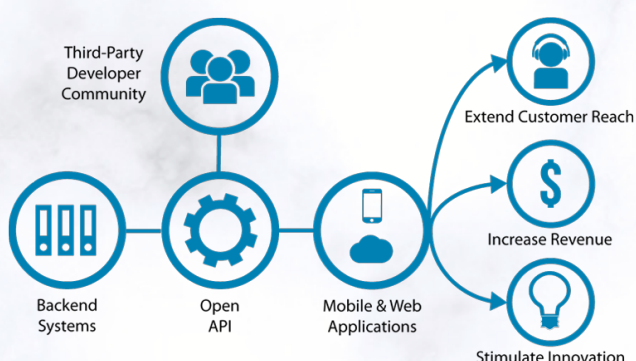 Third-Party
Developer
Community
Extend Customer Reach
$
Increase Revenue
Backend
Systems
Open
API
Mobile & Web
Applications
Stimulate Innovation